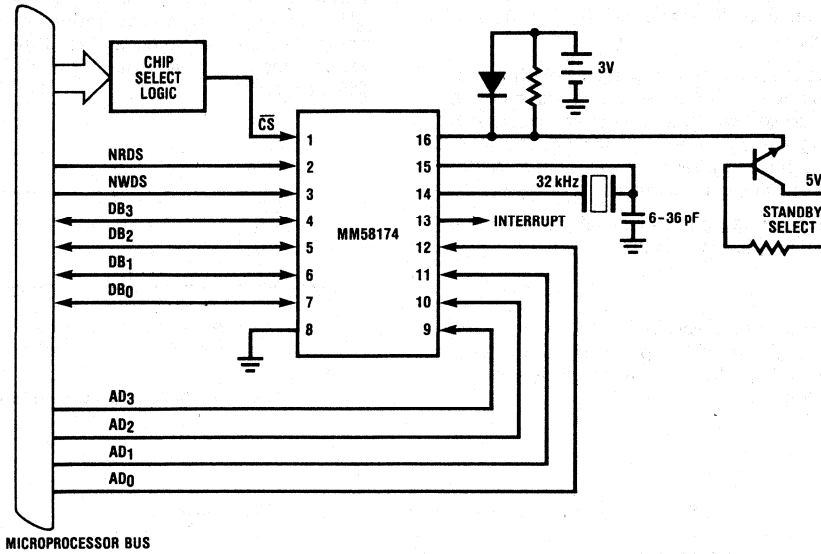 CHIP
SELECT
LOGIC
CS
3V
NRDS
NWDS
DB3
DB2
DB1
DB0
1
2
3
4
5
6
7
8
MM58174
16
15
14
13
12
11
10
9
32 kHz
6-36 pF
INTERRUPT
5V
STANDBY
SELECT
AD3
AD2
AD1
AD0
MICROPROCESSOR BUS